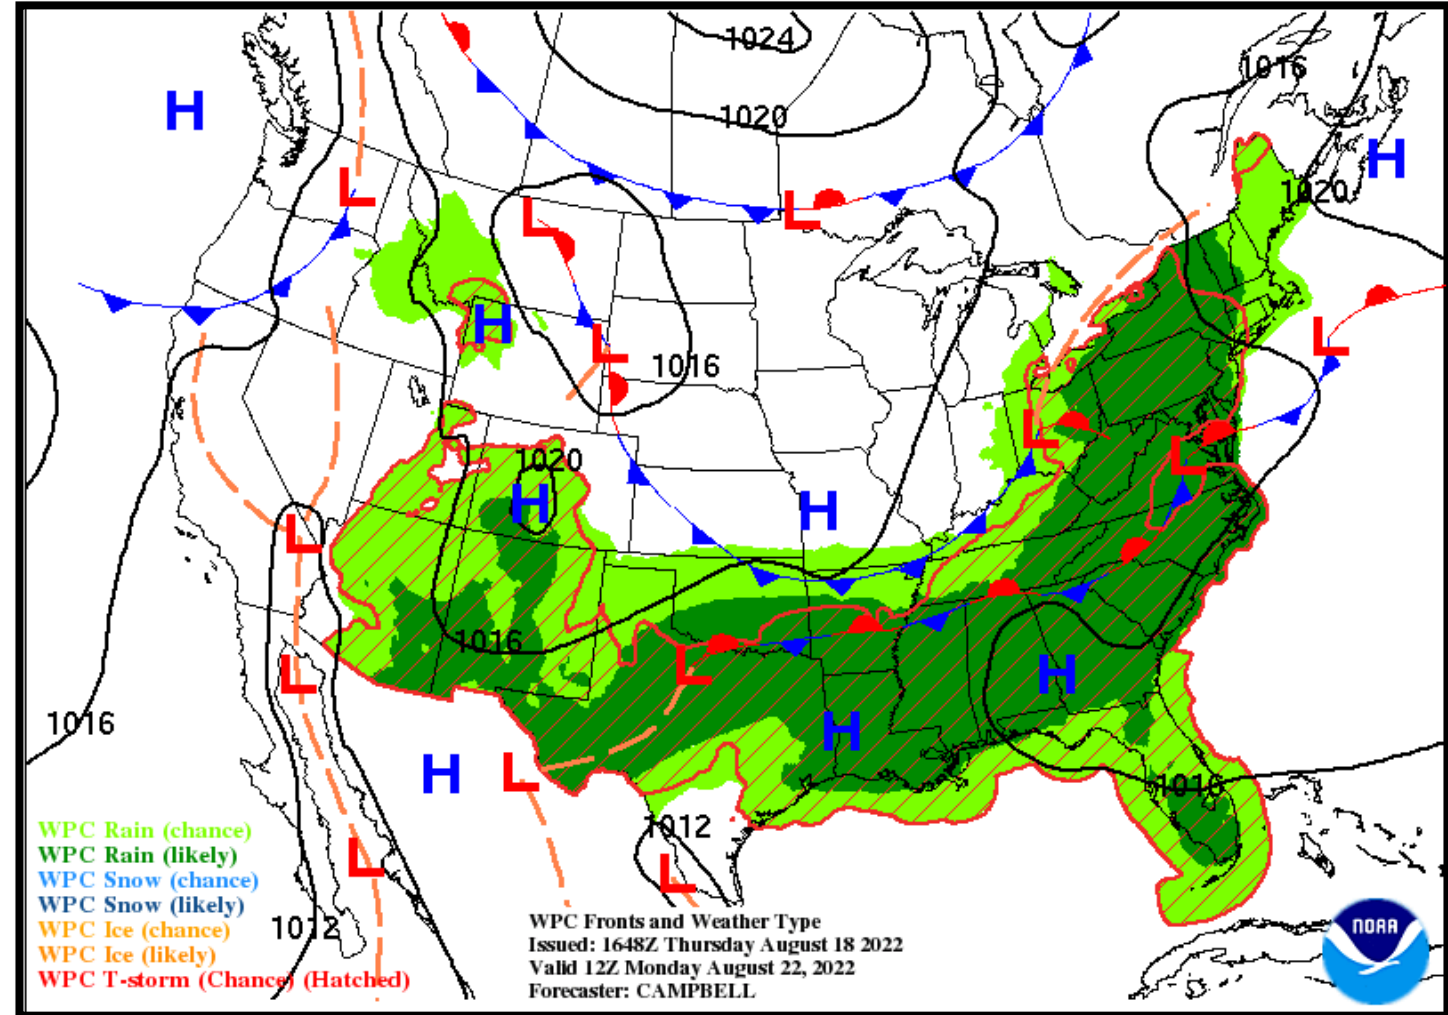 1024
1016
H
1020
H
L
1020
L
L
L
H
L
1016
L
L
1020
H
H
L
1016
L
H
L
1016
H
H
L
1016
1012
L
L
WPC Rain (chance)
WPC Rain (likely)
WPC Snow (chance)
WPC Snow (likely)
WPC Ice (chance)
WPC Ice (likely)
WPC T-storm (Chance) (Hatched)
1012
WPC Fronts and Weather Type
Issued: 1648Z Thursday August 18 2022
Valid 12Z Monday August 22, 2022
Forecaster: CAMPBELL
NOAA